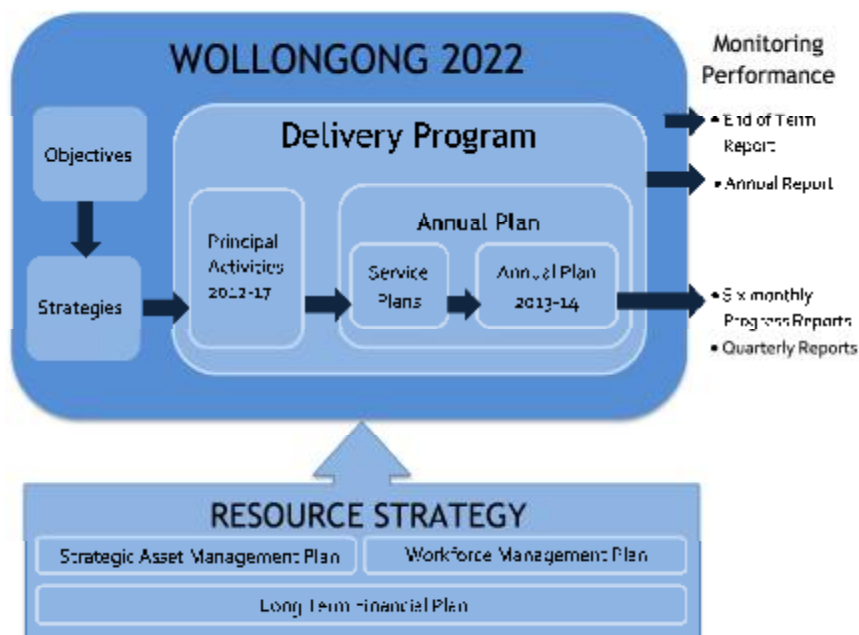 WOLLONGONG 2022
Monitoring
Performance
Objectives
Strategies
Delivery Program
Principal
Activities
2012-17
Annual Plan
Service
Plans
Annual Plan
2013-14
• End of Term
Report
• Annual Report
• Six monthly
Progress Reports
• Quarterly Reports
RESOURCE STRATEGY
Strategic Asset Management Plan
Workforce Management Plan
Long Term Financial Plan